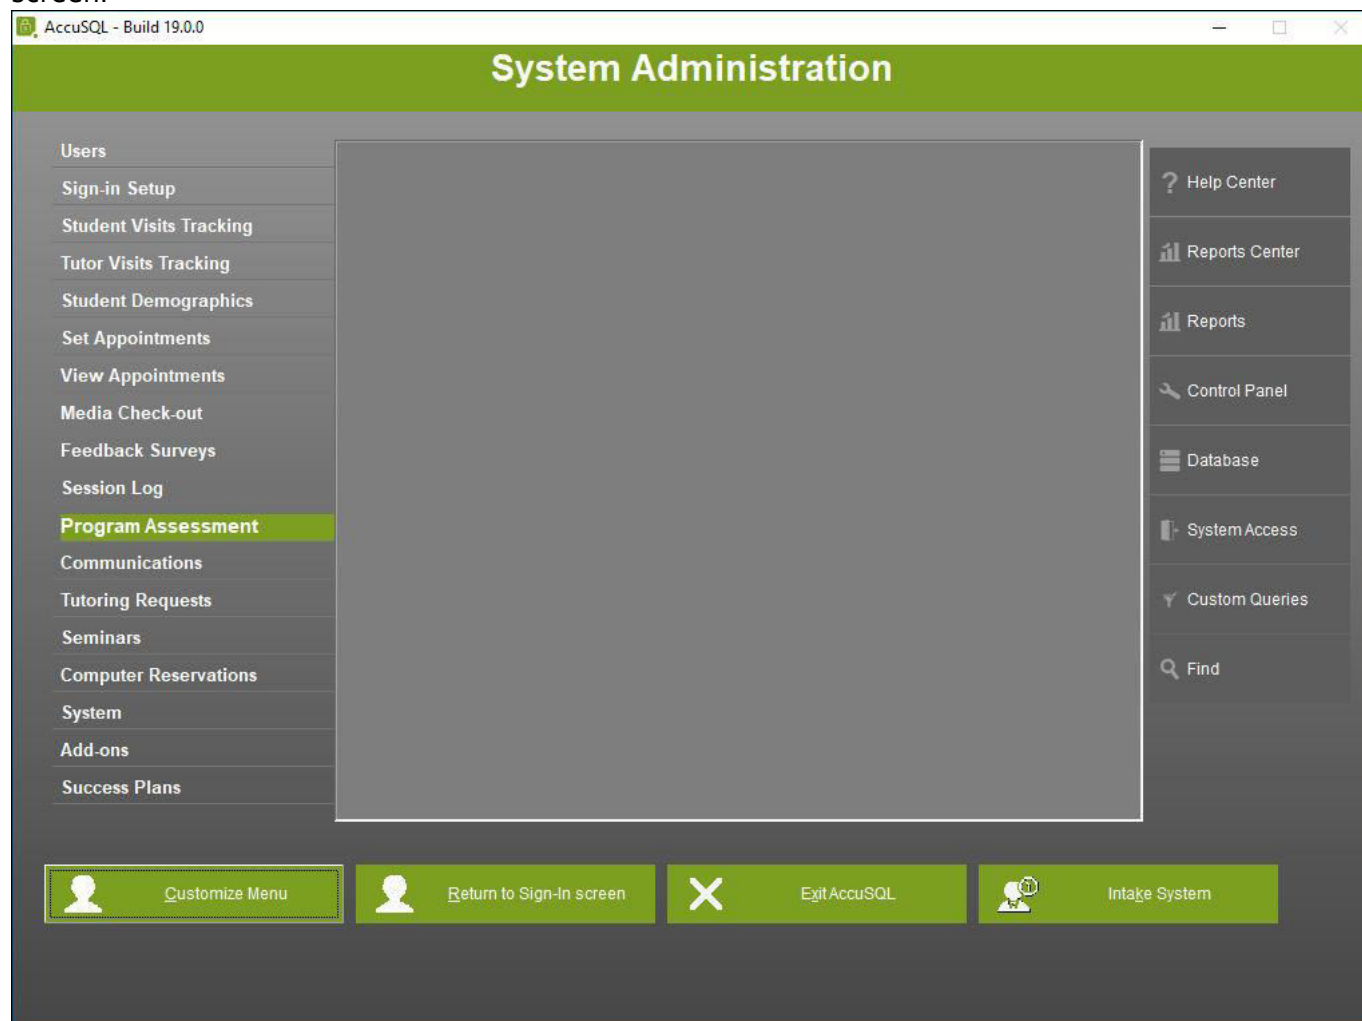 screen.
AccuSQL - Build 19.0.0
System Administration
Users
Sign-in Setup
Student Visits Tracking
Tutor Visits Tracking
Student Demographics
Set Appointments
View Appointments
Media Check-out
Feedback Surveys
Session Log
Program Assessment
Communications
Tutoring Requests
Seminars
Computer Reservations
System
Add-ons
Success Plans
Help Center
Reports Center
Reports
Control Panel
Database
System Access
Custom Queries
Find
Customize Menu
Return to Sign-In screen
Exit AccuSQL
Intake System